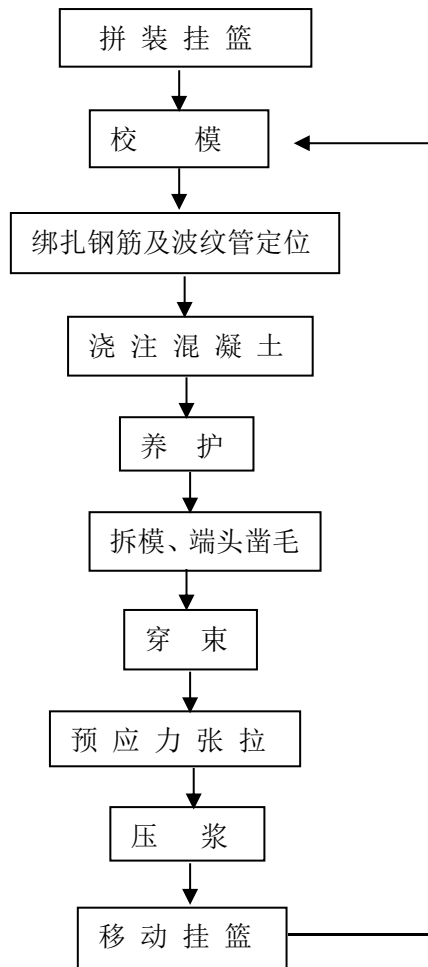 拼装挂篮
校模
绑扎钢筋及波纹管定位
浇注混凝土
养护
拆模、端头凿毛
穿束
预应力张拉
压浆
移动挂篮